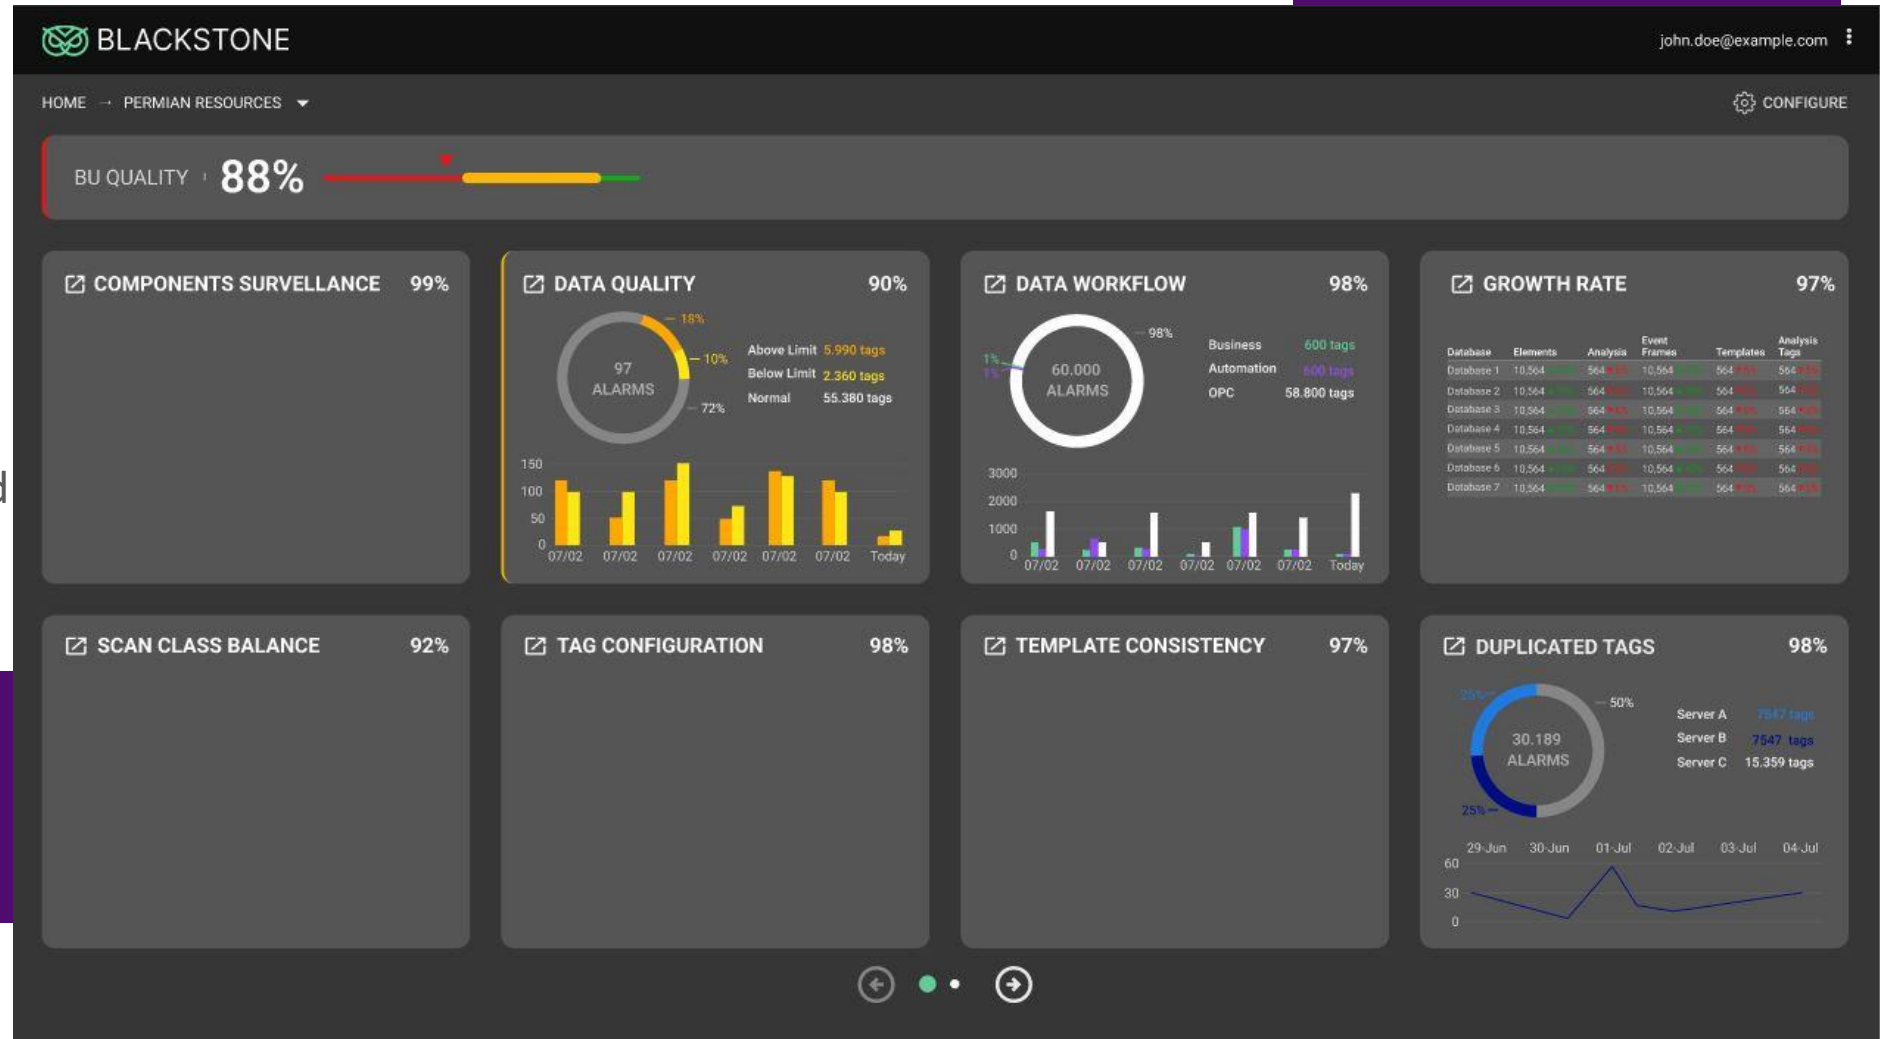 BLACKSTONE
john.doe@example.com
HOME → PERMIAN RESOURCES
CONFIGURE
BU QUALITY
88%
COMPONENTS SURVELLANCE 99%
DATA QUALITY 90%
18%
10%
72%
97
ALARMS
Above Limit 5.990 tags
Below Limit 2.360 tags
Normal 55.380 tags
150
100
50
0
07/02 07/02 07/02 07/02 07/02 07/02 Today
DATA WORKFLOW 98%
98%
1%
1%
60.000
ALARMS
Business 600 tags
Automation 600 tags
OPC 58.800 tags
3000
2000
1000
0
07/02 07/02 07/02 07/02 07/02 07/02 Today
GROWTH RATE 97%
Database Elements Analysis Event Frames Templates Analysis Tags
Database 1 10,564 564 10,564 564 564
Database 2 10,564 564 10,564 564 564
Database 3 10,564 564 10,564 564 564
Database 4 10,564 564 10,564 564 564
Database 5 10,564 564 10,564 564 564
Database 6 10,564 564 10,564 564 564
Database 7 10,564 564 10,564 564 564
SCAN CLASS BALANCE 92%
TAG CONFIGURATION 98%
TEMPLATE CONSISTENCY 97%
DUPLICATED TAGS 98%
25%
50%
25%
30.189
ALARMS
Server A 7547 tags
Server B 7547 tags
Server C 15.359 tags
29-Jun 30-Jun 01-Jul 02-Jul 03-Jul 04-Jul
60
30
0